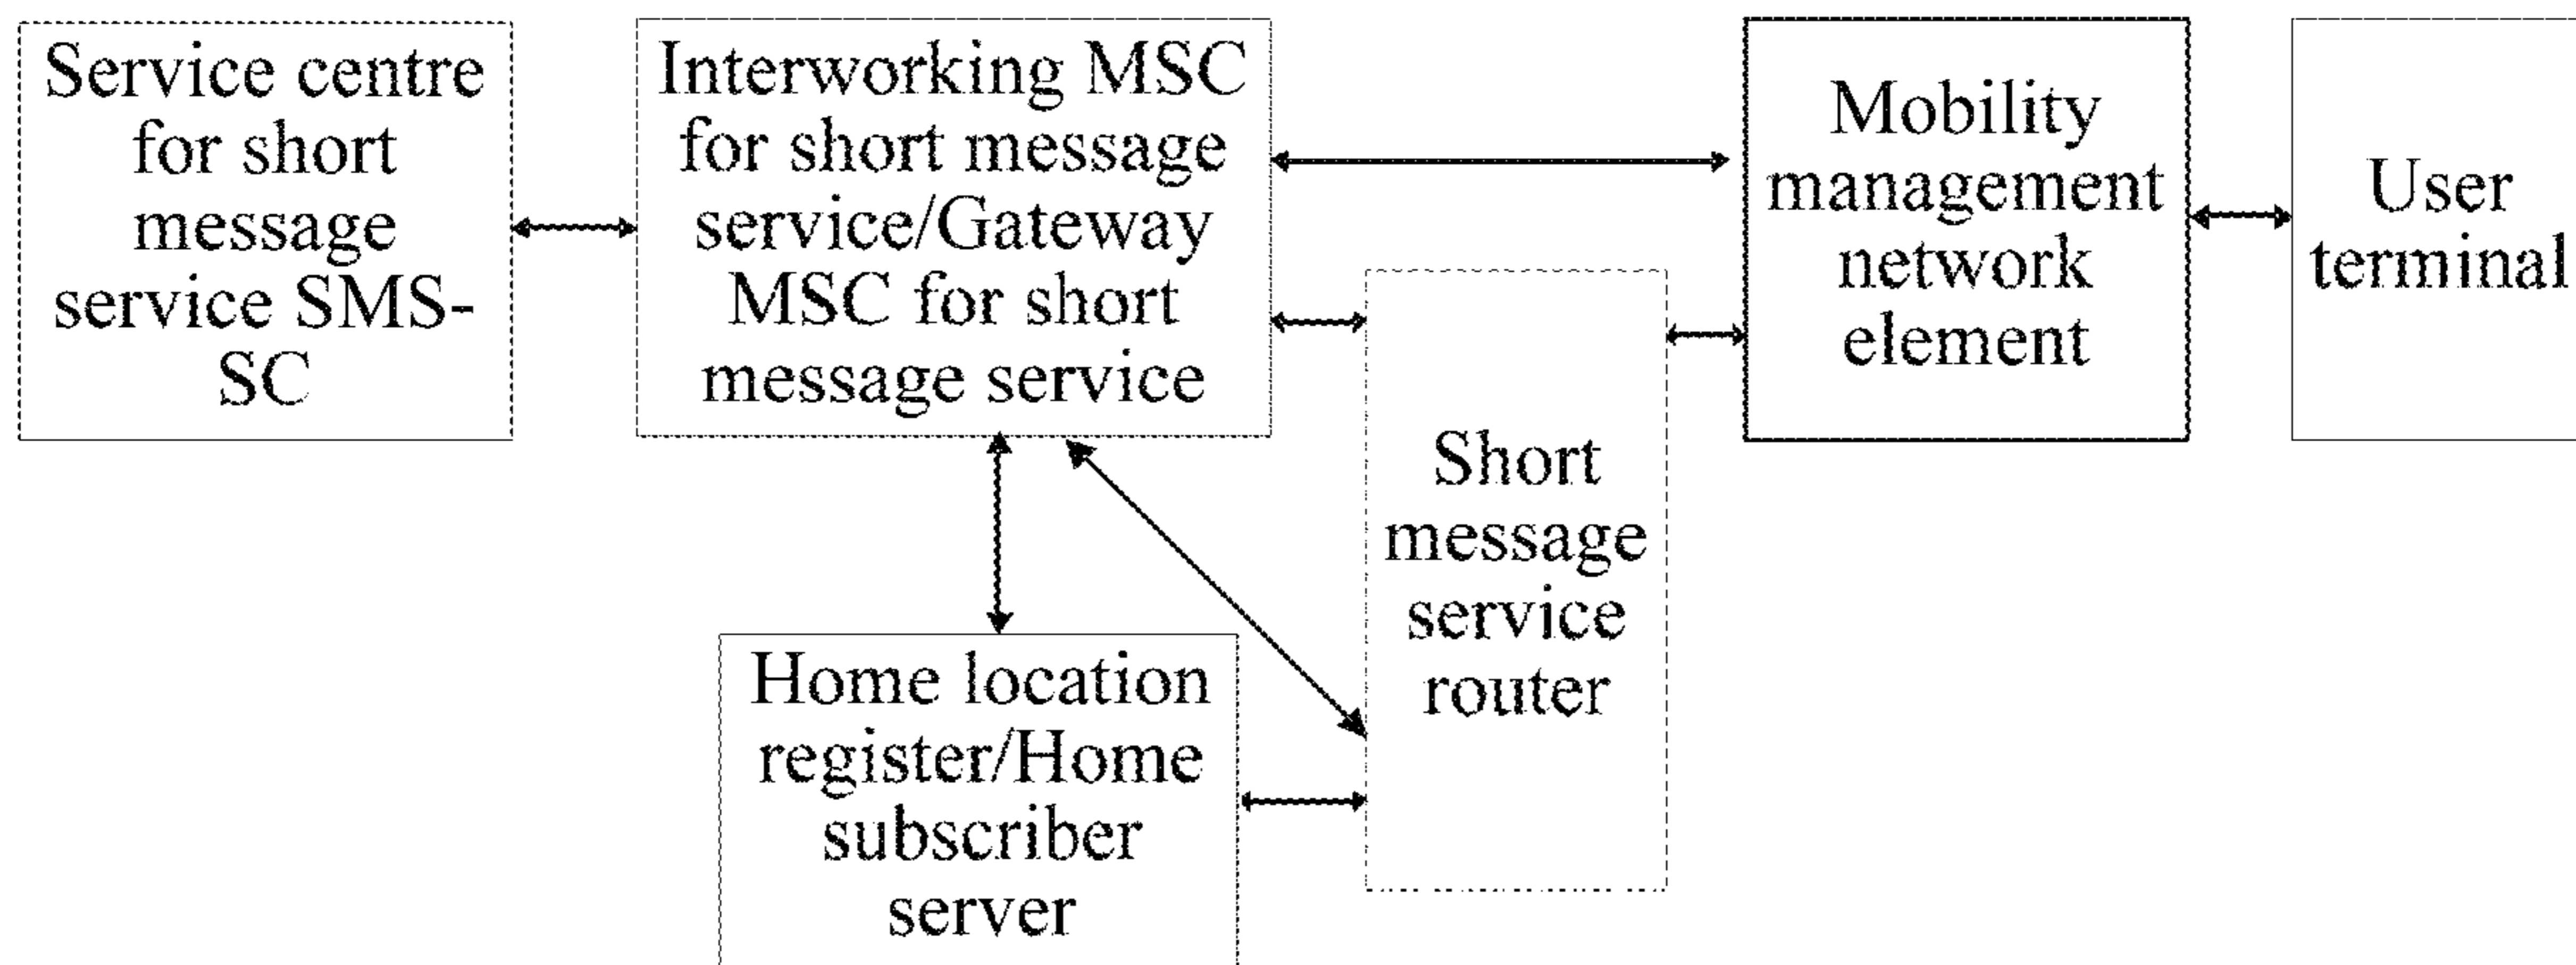 Service centre
for short
message
service SMS-
SC
Interworking MSC
for short message
service/Gateway
MSC for short
message service
Mobility
management
network
element
User
terminal
Short
message
service
router
Home location
register/Home
subscriber
server